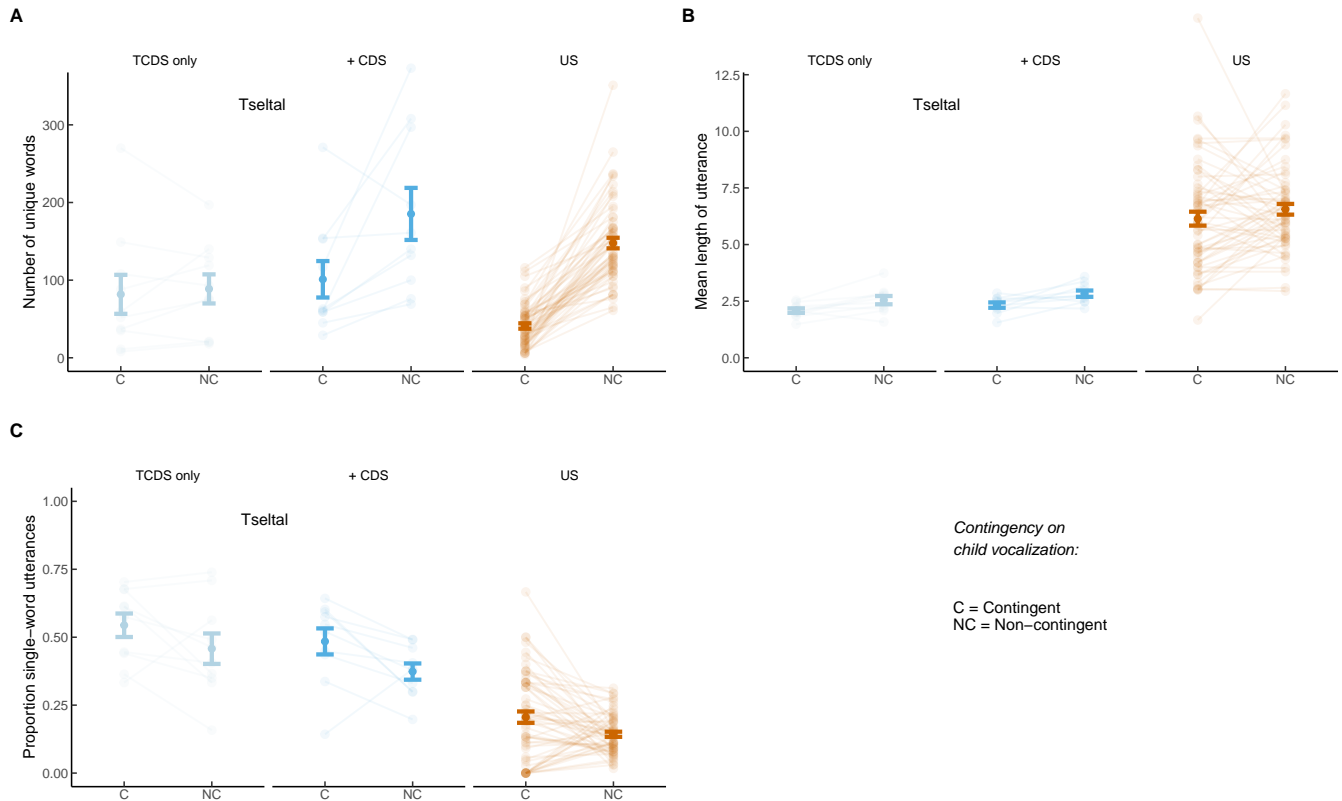 A
TCDS only
+ CDS
US
Tseltal
Number of unique words
300
200
100
0
C
NC
C
NC
C
NC
B
TCDS only
+ CDS
US
Tseltal
Mean length of utterance
12.5
10.0
7.5
5.0
2.5
0.0
C
NC
C
NC
C
NC
C
TCDS only
+ CDS
US
Tseltal
Proportion single−word utterances
1.00
0.75
0.50
0.25
0.00
C
NC
C
NC
C
NC
Contingency on
child vocalization:
C = Contingent
NC = Non−contingent